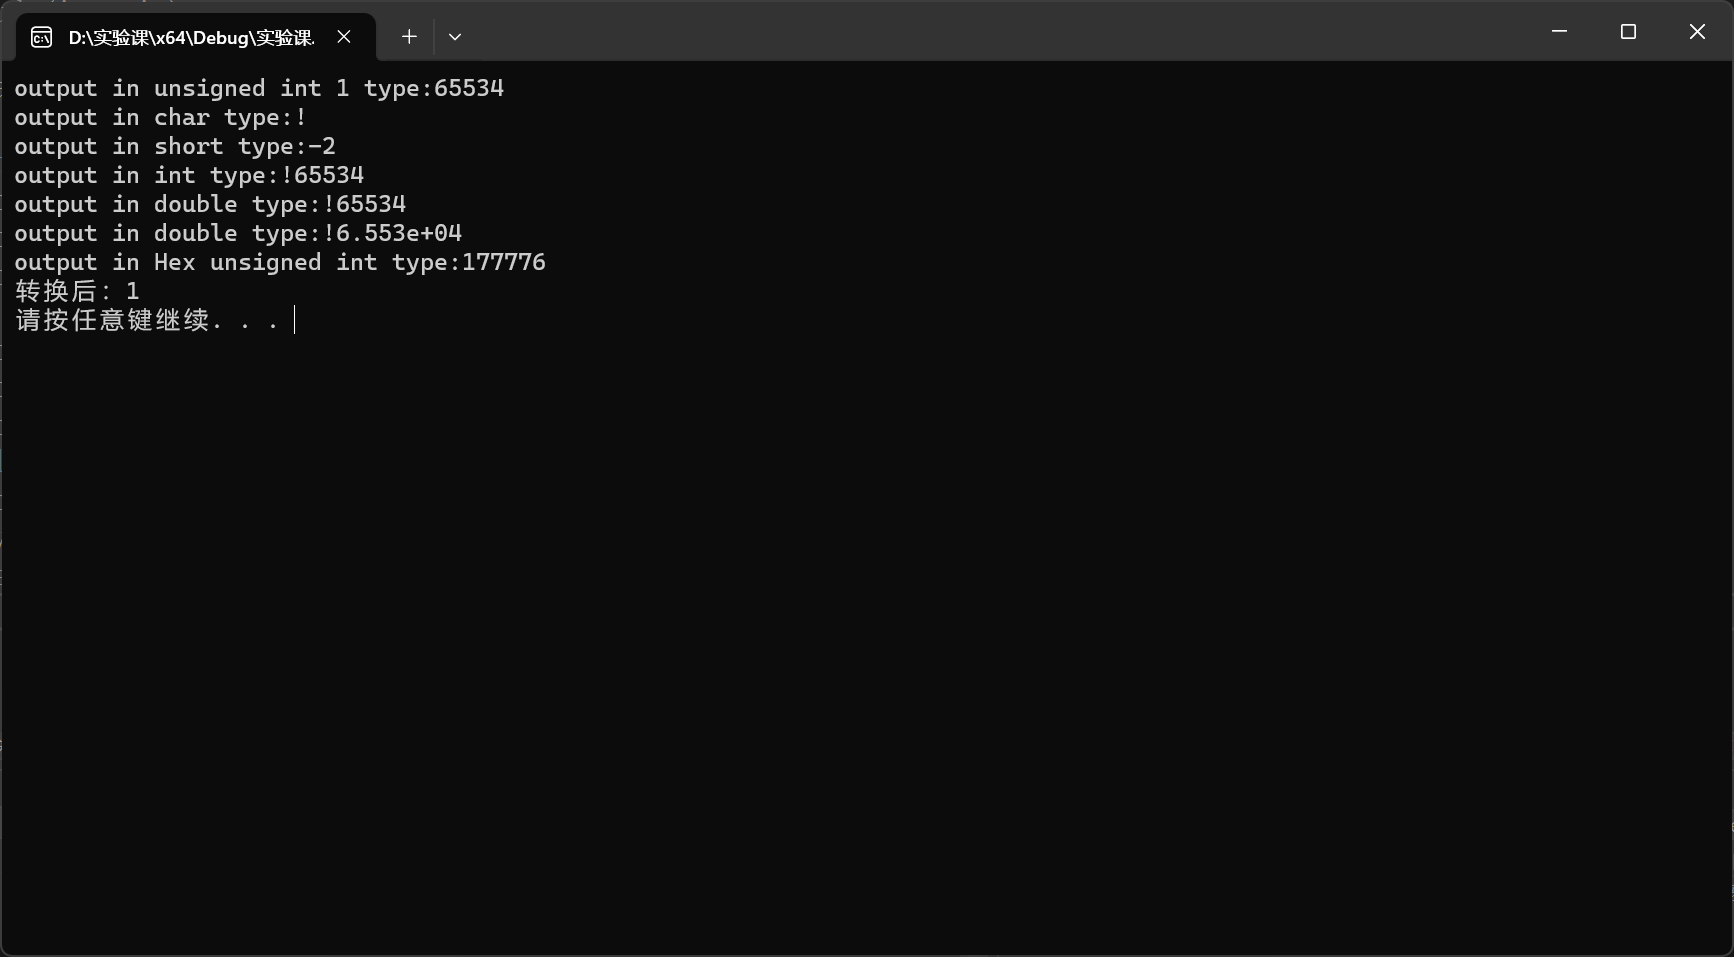 D:\实验课\x64\Debug\实验课.
output in unsigned int 1 type:65534
output in char type:!
output in short type:-2
output in int type:!65534
output in double type:!65534
output in double type:!6.553e+04
output in Hex unsigned int type:177776
转换后：1
请按任意键继续. . .